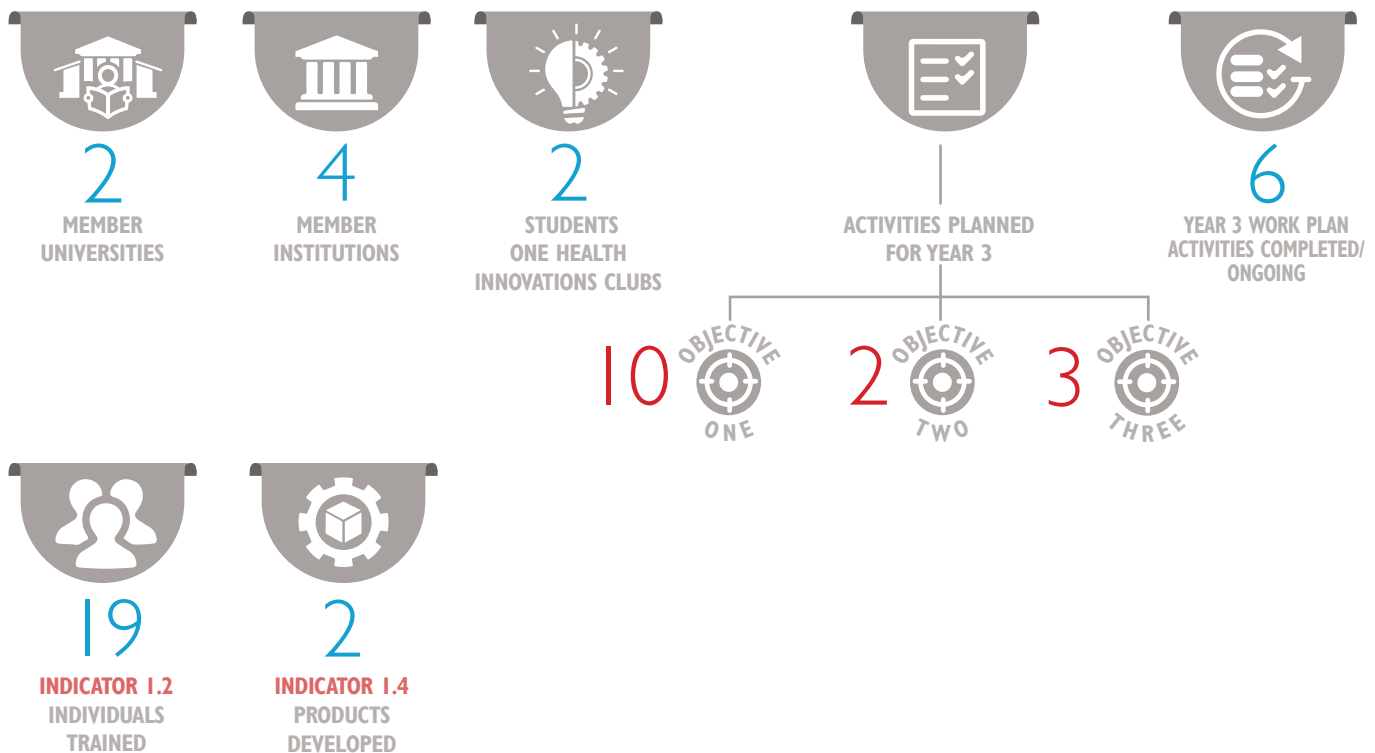 2
MEMBER
UNIVERSITIES
4
MEMBER
INSTITUTIONS
2
STUDENTS
ONE HEALTH
INNOVATIONS CLUBS
ACTIVITIES PLANNED
FOR YEAR 3
6
YEAR 3 WORK PLAN
ACTIVITIES COMPLETED/
ONGOING
10
OBJECTIVE
ONE
2
OBJECTIVE
TWO
3
OBJECTIVE
THREE
19
INDICATOR 1.2
INDIVIDUALS
TRAINED
2
INDICATOR 1.4
PRODUCTS
DEVELOPED